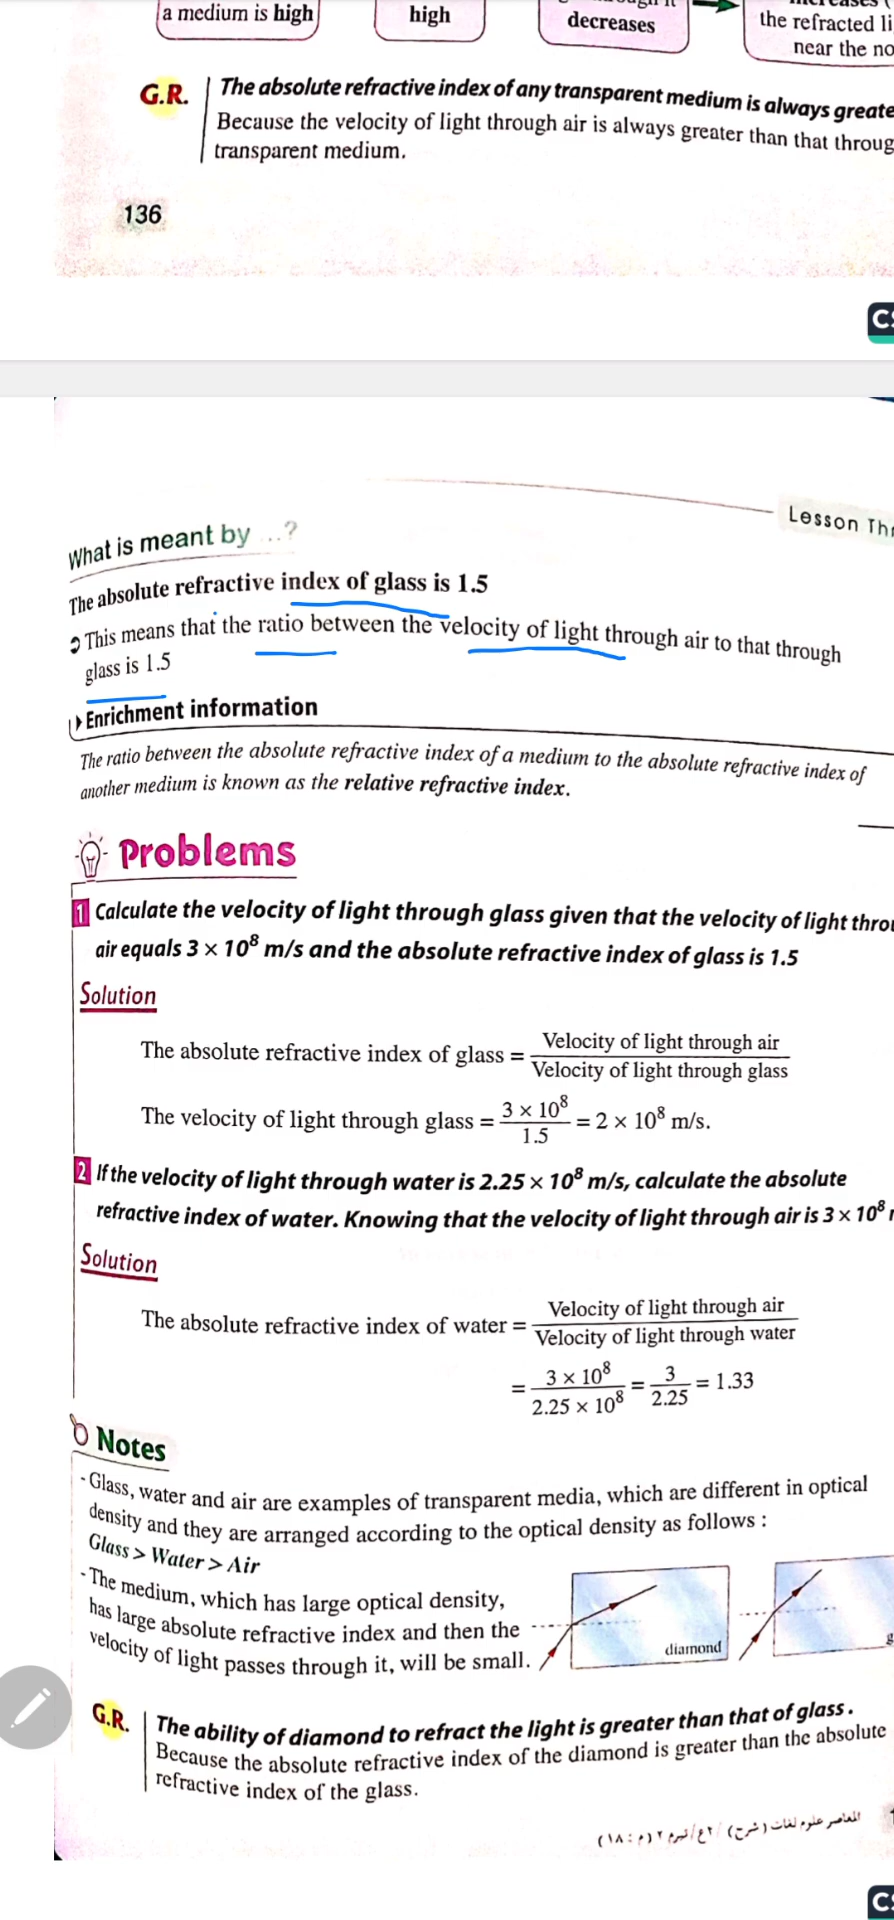 a medium is high
high
decreases
the refracted li
near the no
G.R.
The absolute refractive index of any transparent medium is always greate
Because the velocity of light through air is always greater than that throug
transparent medium.
136
CS
Lesson Th
What is meant by ...?
The absolute refractive index of glass is 1.5
This means that the ratio between the velocity of light through air to that through
glass is 1.5
Enrichment information
The ratio between the absolute refractive index of a medium to the absolute refractive index of
another medium is known as the relative refractive index.
Problems
1 Calculate the velocity of light through glass given that the velocity of light throu
air equals 3 × 10⁸ m/s and the absolute refractive index of glass is 1.5
Solution
The absolute refractive index of glass = Velocity of light through air / Velocity of light through glass
The velocity of light through glass = 3 × 10⁸ / 1.5 = 2 × 10⁸ m/s.
2 If the velocity of light through water is 2.25 × 10⁸ m/s, calculate the absolute
refractive index of water. Knowing that the velocity of light through air is 3 × 10⁸
Solution
The absolute refractive index of water = Velocity of light through air / Velocity of light through water
= 3 × 10⁸ / 2.25 × 10⁸ = 3 / 2.25 = 1.33
Notes
- Glass, water and air are examples of transparent media, which are different in optical
density and they are arranged according to the optical density as follows :
Glass > Water > Air
- The medium, which has large optical density,
has large absolute refractive index and then the
velocity of light passes through it, will be small.
diamond
g
G.R.
The ability of diamond to refract the light is greater than that of glass.
Because the absolute refractive index of the diamond is greater than the absolute
refractive index of the glass.
المعاصر علوم لغات (شرح) / ٢ع / تيرم ٢ (م : ١٨)
CS